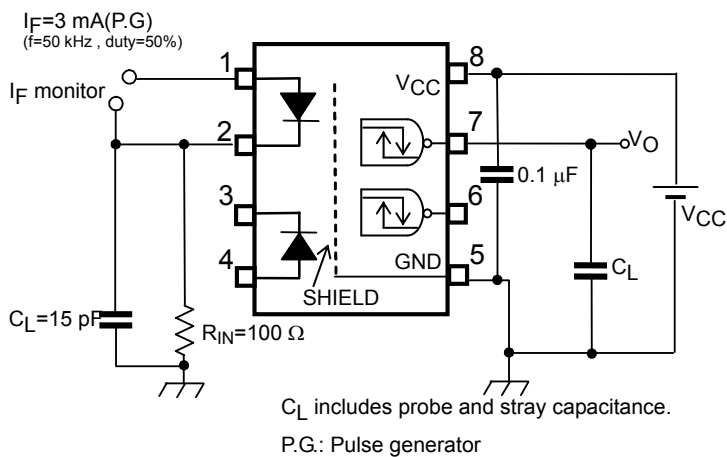 IF=3 mA(P.G)
(f=50 kHz , duty=50%)
IF monitor
1
2
3
4
8
VCC
7
VO
0.1 μF
6
VCC
5
GND
SHIELD
CL
CL=15 pF
RIN=100 Ω
CL includes probe and stray capacitance.
P.G.: Pulse generator